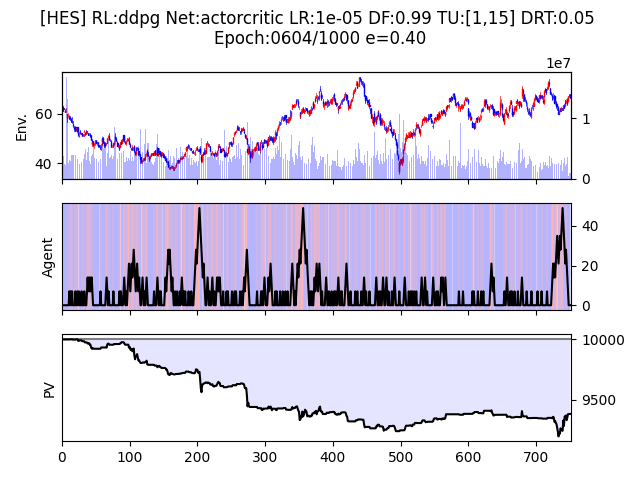 [HES] RL:ddpg Net:actorcritic LR:1e-05 DF:0.99 TU:[1,15] DRT:0.05
Epoch:0604/1000 e=0.40
1e7
Env.
60
40
1
0
Agent
40
20
0
PV
10000
9500
0 100 200 300 400 500 600 700